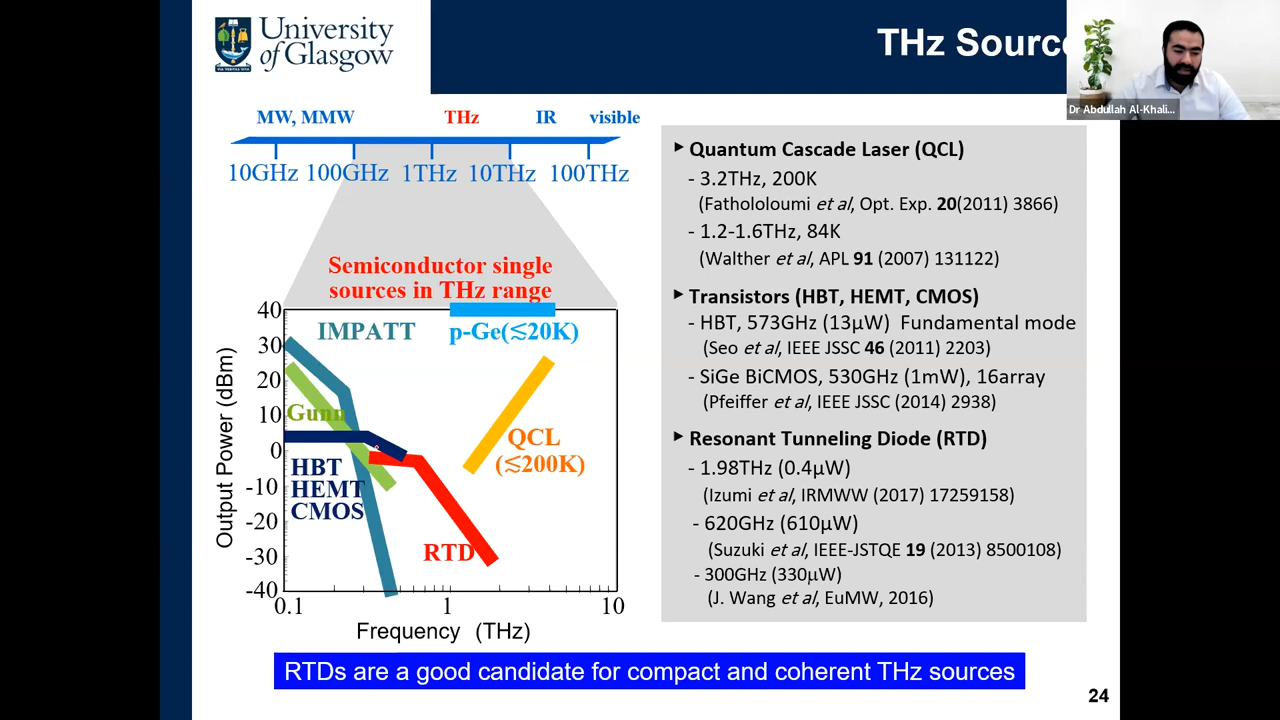 University
of Glasgow
THz Sourc
Dr Abdullah Al-Khali...
MW, MMW THz IR visible
10GHz 100GHz 1THz 10THz 100THz
Semiconductor single
sources in THz range
40
30
20
10
0
-10
-20
-30
-40
Output Power (dBm)
IMPATT
p-Ge(≲20K)
Gunn
QCL
(≲200K)
HBT
HEMT
CMOS
RTD
0.1 1 10
Frequency (THz)
‣ Quantum Cascade Laser (QCL)
- 3.2THz, 200K
(Fathololoumi et al, Opt. Exp. 20(2011) 3866)
- 1.2-1.6THz, 84K
(Walther et al, APL 91 (2007) 131122)
‣ Transistors (HBT, HEMT, CMOS)
- HBT, 573GHz (13μW) Fundamental mode
(Seo et al, IEEE JSSC 46 (2011) 2203)
- SiGe BiCMOS, 530GHz (1mW), 16array
(Pfeiffer et al, IEEE JSSC (2014) 2938)
‣ Resonant Tunneling Diode (RTD)
- 1.98THz (0.4μW)
(Izumi et al, IRMWW (2017) 17259158)
- 620GHz (610μW)
(Suzuki et al, IEEE-JSTQE 19 (2013) 8500108)
- 300GHz (330μW)
(J. Wang et al, EuMW, 2016)
RTDs are a good candidate for compact and coherent THz sources
24